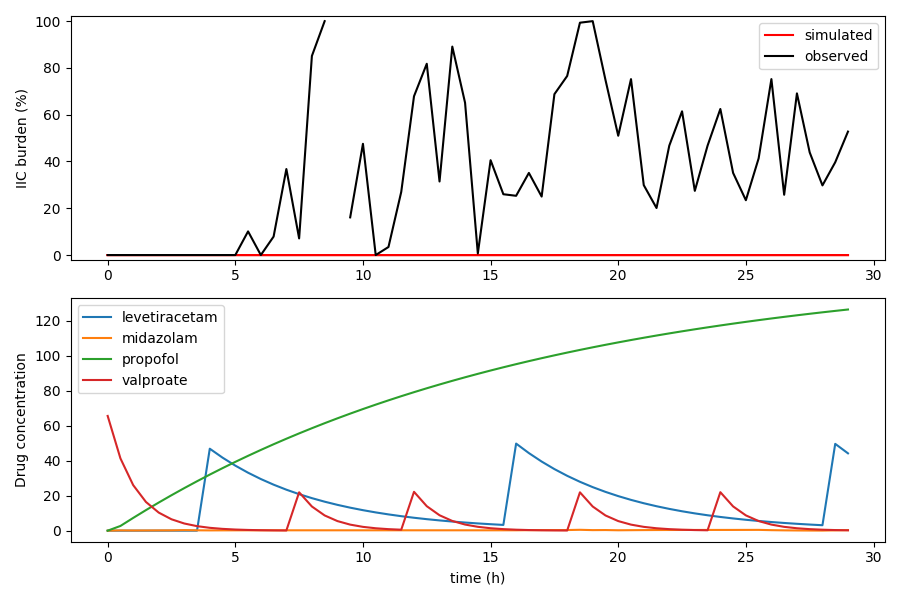 IIC burden (%)
100
80
60
40
20
0
simulated
observed
0 5 10 15 20 25 30
Drug concentration
120
100
80
60
40
20
0
levetiracetam
midazolam
propofol
valproate
0 5 10 15 20 25 30
time (h)